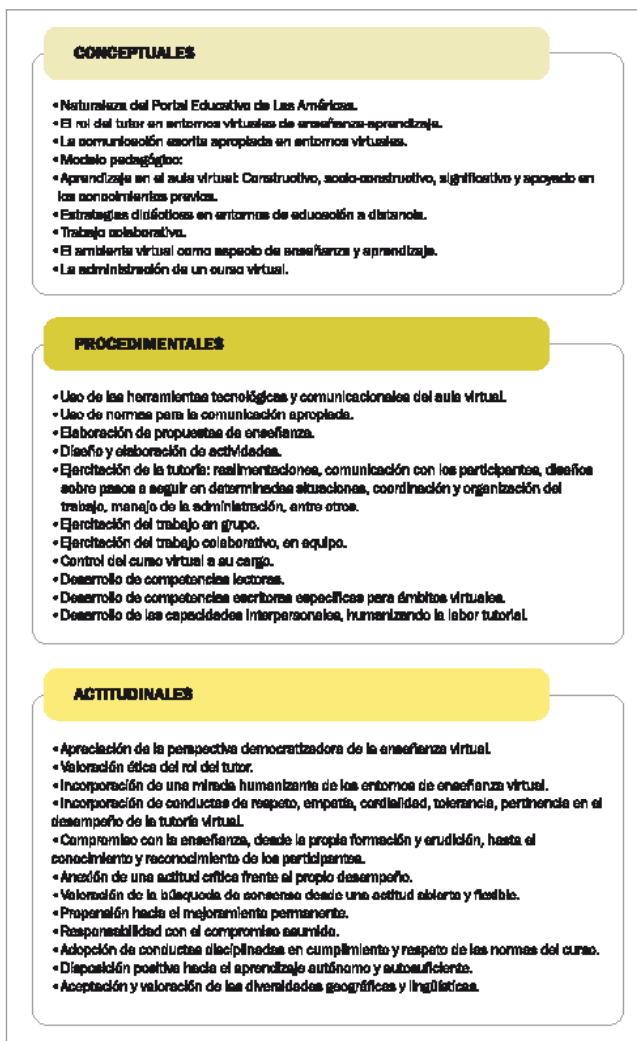 CONCEPTUALES
• Naturaleza del Portal Educativo de Las Américas.
• El rol del tutor en entornos virtuales de enseñanza-aprendizaje.
• La comunicación escrita apropiada en entornos virtuales.
• Modelo pedagógico:
• Aprendizaje en el aula virtual: Constructivo, socio-constructivo, significativo y apoyado en
los conocimientos previos.
• Estrategias didácticas en entornos de educación a distancia.
• Trabajo colaborativo.
• El ambiente virtual como aspecto de enseñanza y aprendizaje.
• La administración de un curso virtual.
PROCEDIMENTALES
• Uso de las herramientas tecnológicas y comunicacionales del aula virtual.
• Uso de normas para la comunicación apropiada.
• Elaboración de propuestas de enseñanza.
• Diseño y elaboración de actividades.
• Ejercitación de la tutoría: realimentaciones, comunicación con los participantes, diseños
sobre pasos a seguir en determinadas situaciones, coordinación y organización del
trabajo, manejo de la administración, entre otros.
• Ejercitación del trabajo en grupo.
• Ejercitación del trabajo colaborativo, en equipo.
• Control del curso virtual a su cargo.
• Desarrollo de competencias lectoras.
• Desarrollo de competencias escritoras específicas para ámbitos virtuales.
• Desarrollo de las capacidades interpersonales, humanizando la labor tutorial.
ACTITUDINALES
• Apreciación de la perspectiva democratizadora de la enseñanza virtual.
• Valoración ética del rol del tutor.
• Incorporación de una mirada humanizante de los entornos de enseñanza virtual.
• Incorporación de conductas de respeto, empatía, cordialidad, tolerancia, pertinencia en el
desempeño de la tutoría virtual.
• Compromiso con la enseñanza, desde la propia formación y erudición, hasta el
conocimiento y reconocimiento de los participantes.
• Anexión de una actitud crítica frente al propio desempeño.
• Valoración de la búsqueda de consenso desde una actitud abierta y flexible.
• Propensión hacia el mejoramiento permanente.
• Responsabilidad con el compromiso asumido.
• Adopción de conductas disciplinadas en cumplimiento y respeto de las normas del curso.
• Disposición positiva hacia el aprendizaje autónomo y autosuficiente.
• Aceptación y valoración de las diversidades geográficas y lingüísticas.